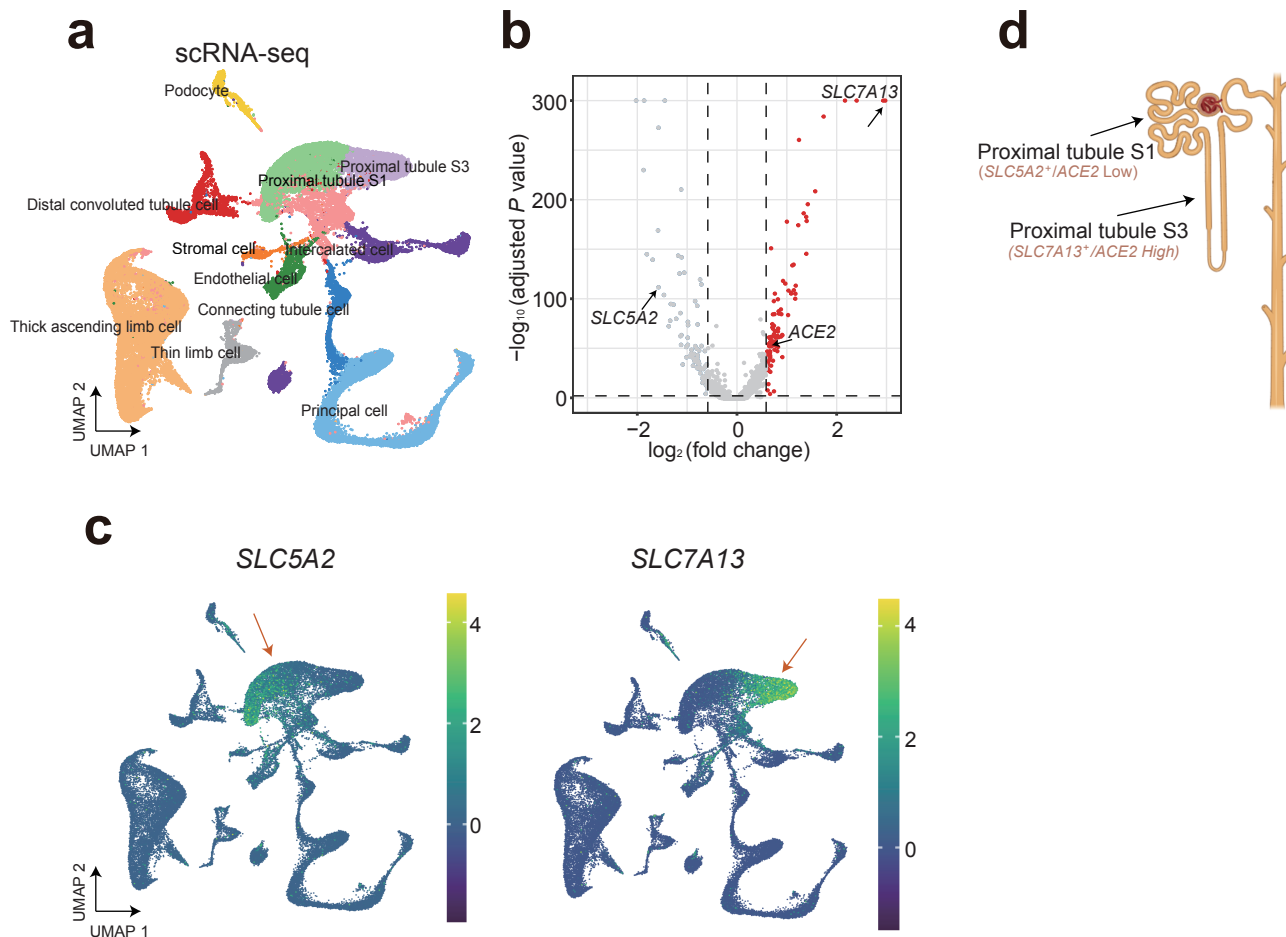 a
scRNA-seq
Podocyte
Proximal tubule S3
Proximal tubule S1
Distal convoluted tubule cell
Stromal cell
Intercalated cell
Endothelial cell
Connecting tubule cell
Thick ascending limb cell
Thin limb cell
Principal cell
UMAP 2
UMAP 1
b
SLC7A13
300
200
100
0
−log₁₀ (adjusted P value)
SLC5A2
ACE2
−2
0
2
log₂ (fold change)
d
Proximal tubule S1
(SLC5A2⁺/ACE2 Low)
Proximal tubule S3
(SLC7A13⁺/ACE2 High)
c
SLC5A2
4
2
0
UMAP 2
UMAP 1
SLC7A13
4
2
0